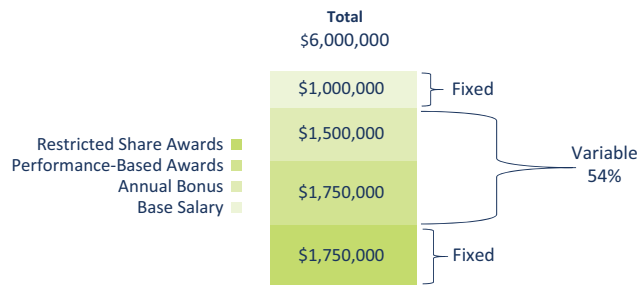 Total
$6,000,000
$1,000,000
Fixed
$1,500,000
Restricted Share Awards
Performance-Based Awards
Annual Bonus
Base Salary
$1,750,000
Variable
54%
$1,750,000
Fixed